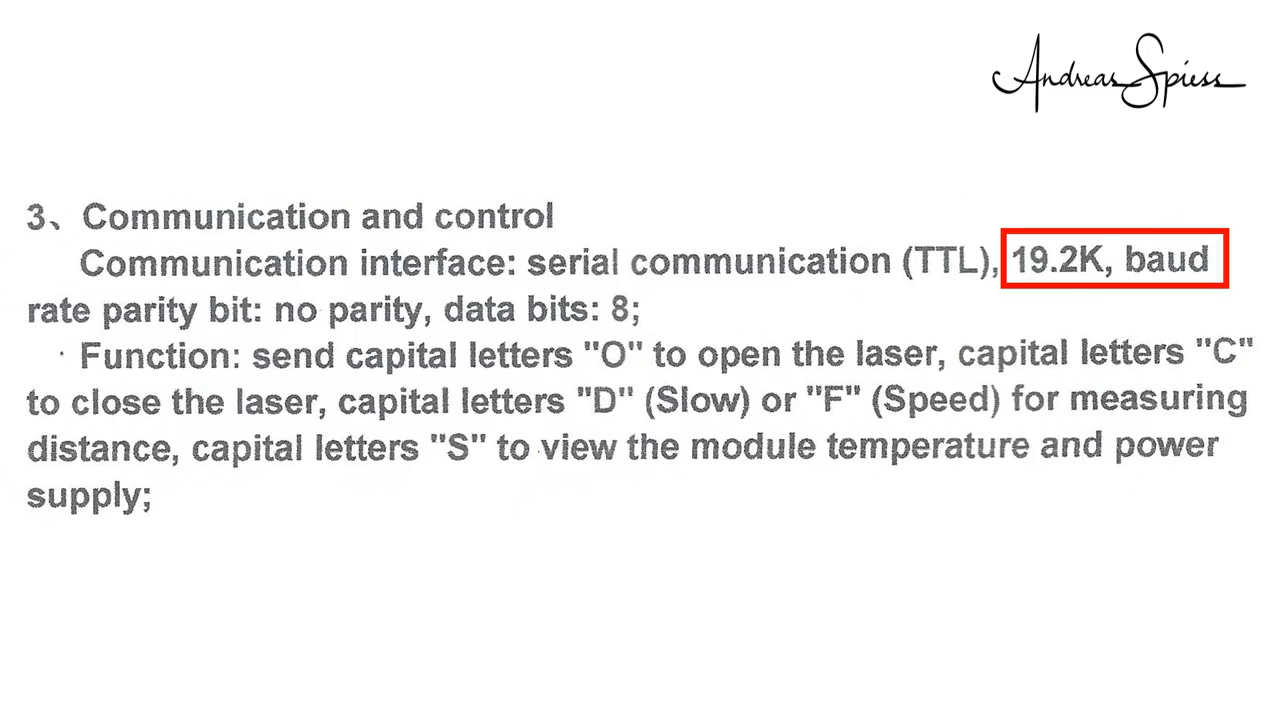 Andreas Spiess
3、Communication and control
Communication interface: serial communication (TTL), 19.2K, baud
rate parity bit: no parity, data bits: 8;
Function: send capital letters "O" to open the laser, capital letters "C"
to close the laser, capital letters "D" (Slow) or "F" (Speed) for measuring
distance, capital letters "S" to view the module temperature and power
supply;